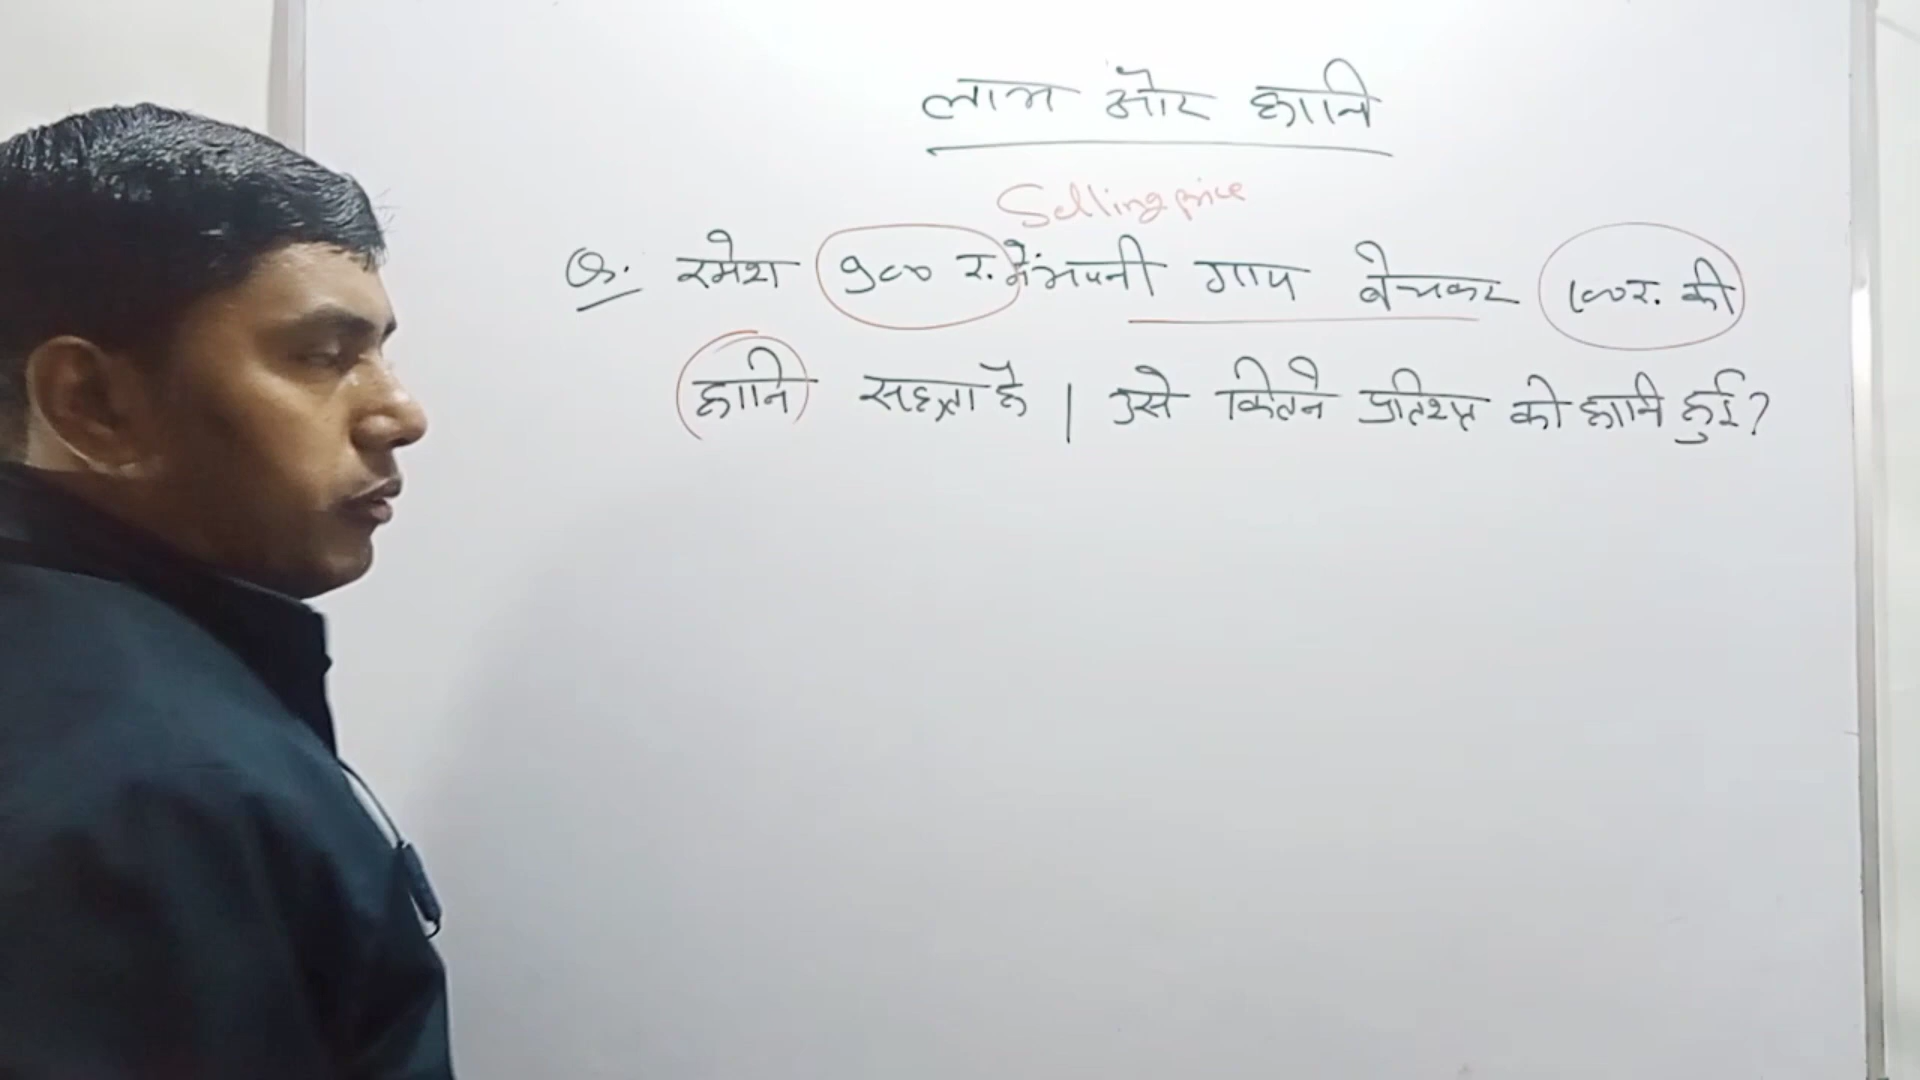 लाभ और हानि
Selling price
Q. रमेश 900 रु. में अपनी गाय बेचकर 100 रु. की
हानि सहता है । उसे कितने प्रतिशत की हानि हुई?